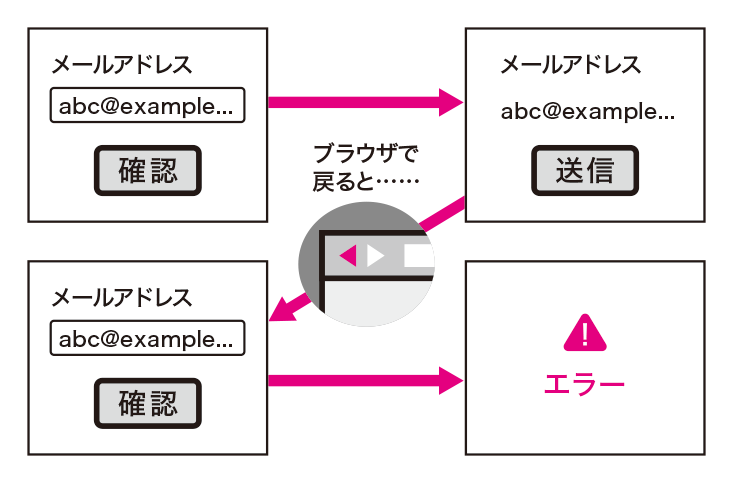 メールアドレス
abc@example...
確認
メールアドレス
abc@example...
送信
ブラウザで
戻ると……
メールアドレス
abc@example...
確認
!
エラー